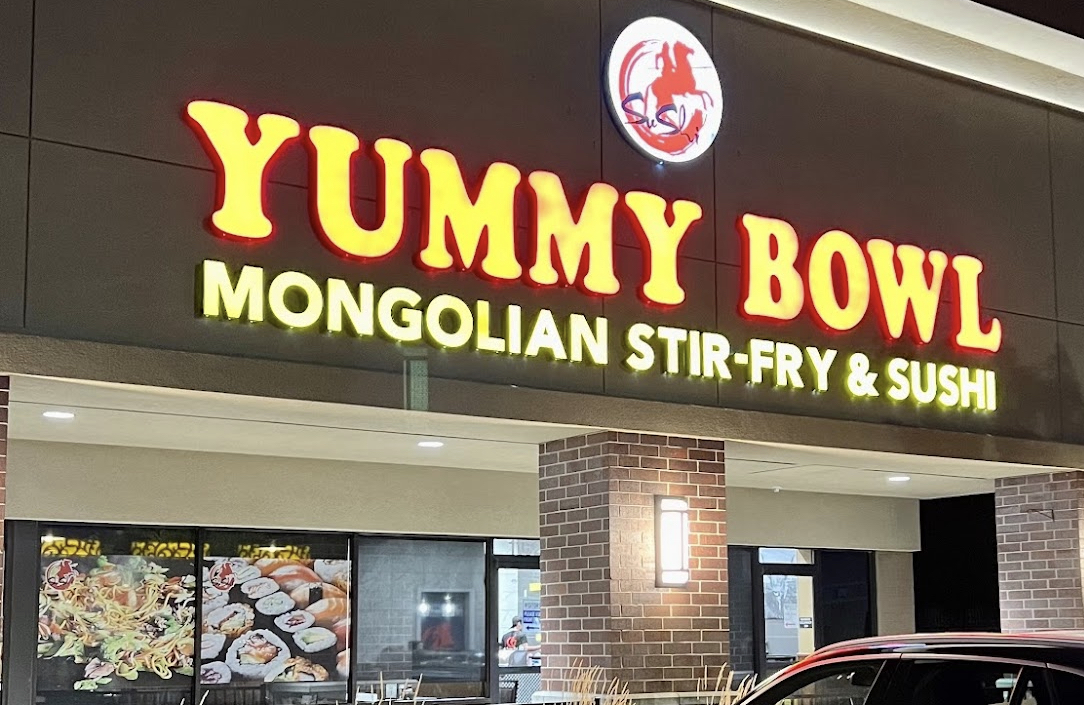 SuShi
YUMMY BOWL
MONGOLIAN STIR-FRY & SUSHI